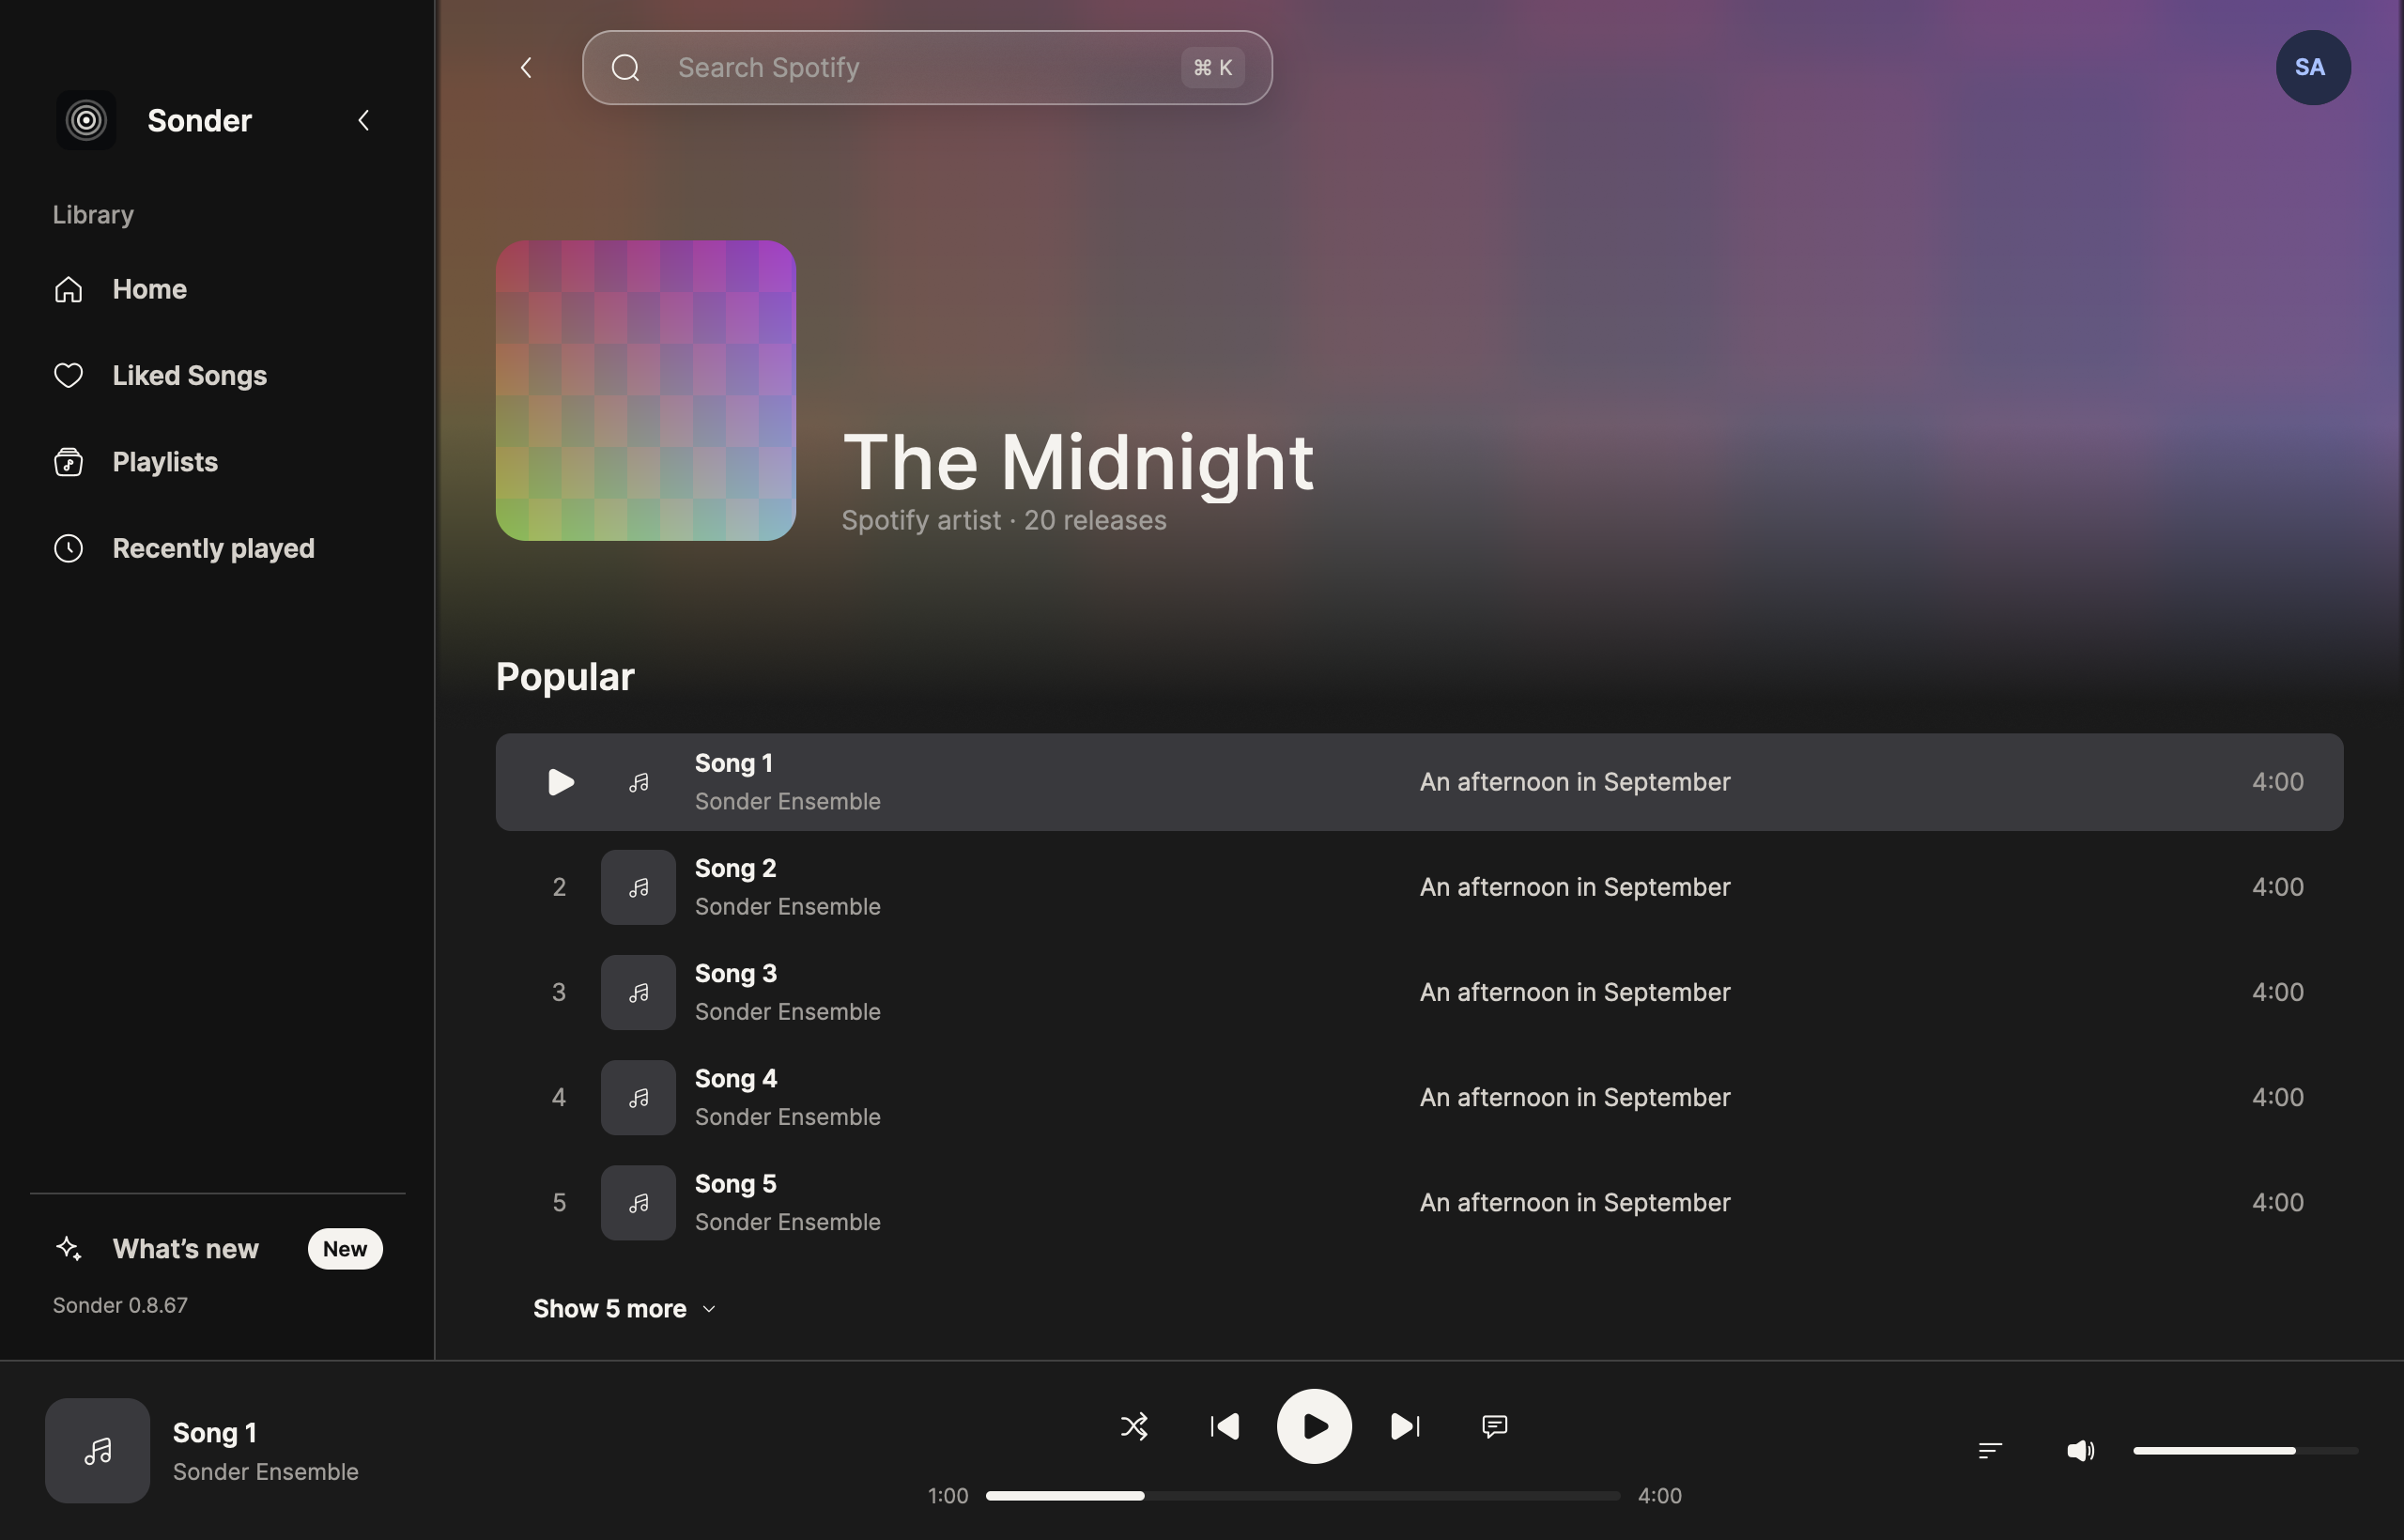 Search Spotify
⌘ K
SA
Sonder
Library
Home
Liked Songs
Playlists
Recently played
The Midnight
Spotify artist · 20 releases
Popular
Song 1
Sonder Ensemble
An afternoon in September
4:00
2
Song 2
Sonder Ensemble
An afternoon in September
4:00
3
Song 3
Sonder Ensemble
An afternoon in September
4:00
4
Song 4
Sonder Ensemble
An afternoon in September
4:00
5
Song 5
Sonder Ensemble
An afternoon in September
4:00
Show 5 more
What’s new
New
Sonder 0.8.67
Song 1
Sonder Ensemble
1:00
4:00